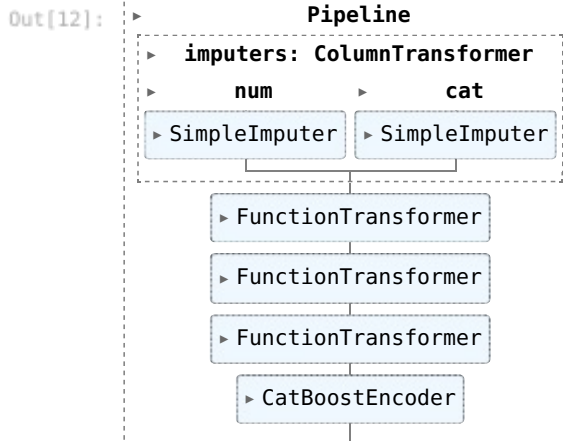 Out[12]:
▸ Pipeline
▸ imputers: ColumnTransformer
▸ num ▸ cat
▸ SimpleImputer ▸ SimpleImputer
▸ FunctionTransformer
▸ FunctionTransformer
▸ FunctionTransformer
▸ CatBoostEncoder